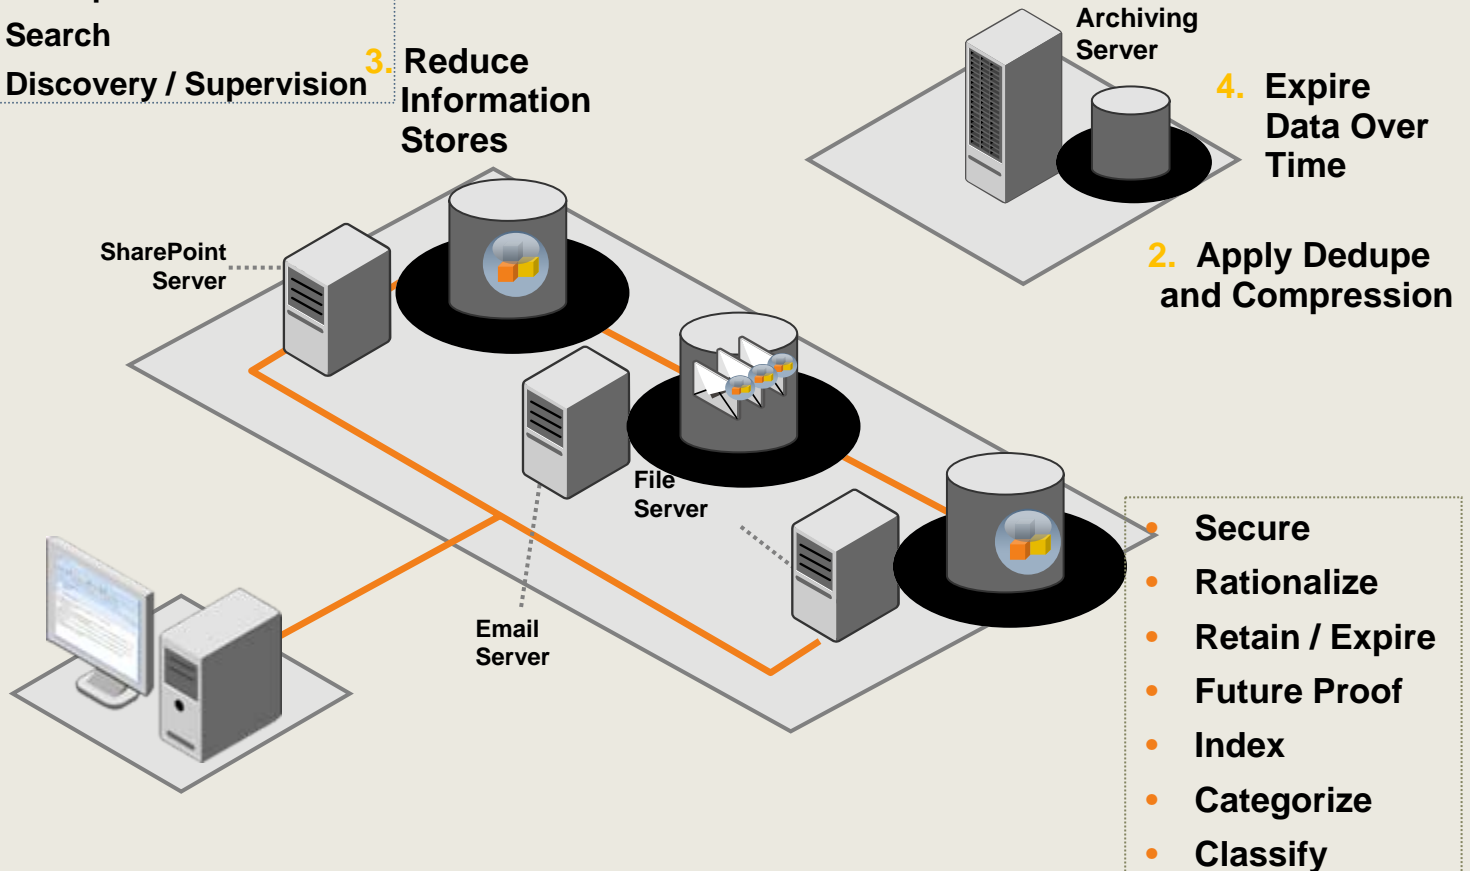 Search
Discovery / Supervision
3. Reduce
Information
Stores
Archiving
Server
4. Expire
Data Over
Time
2. Apply Dedupe
and Compression
SharePoint
Server
File
Server
Email
Server
• Secure
• Rationalize
• Retain / Expire
• Future Proof
• Index
• Categorize
• Classify